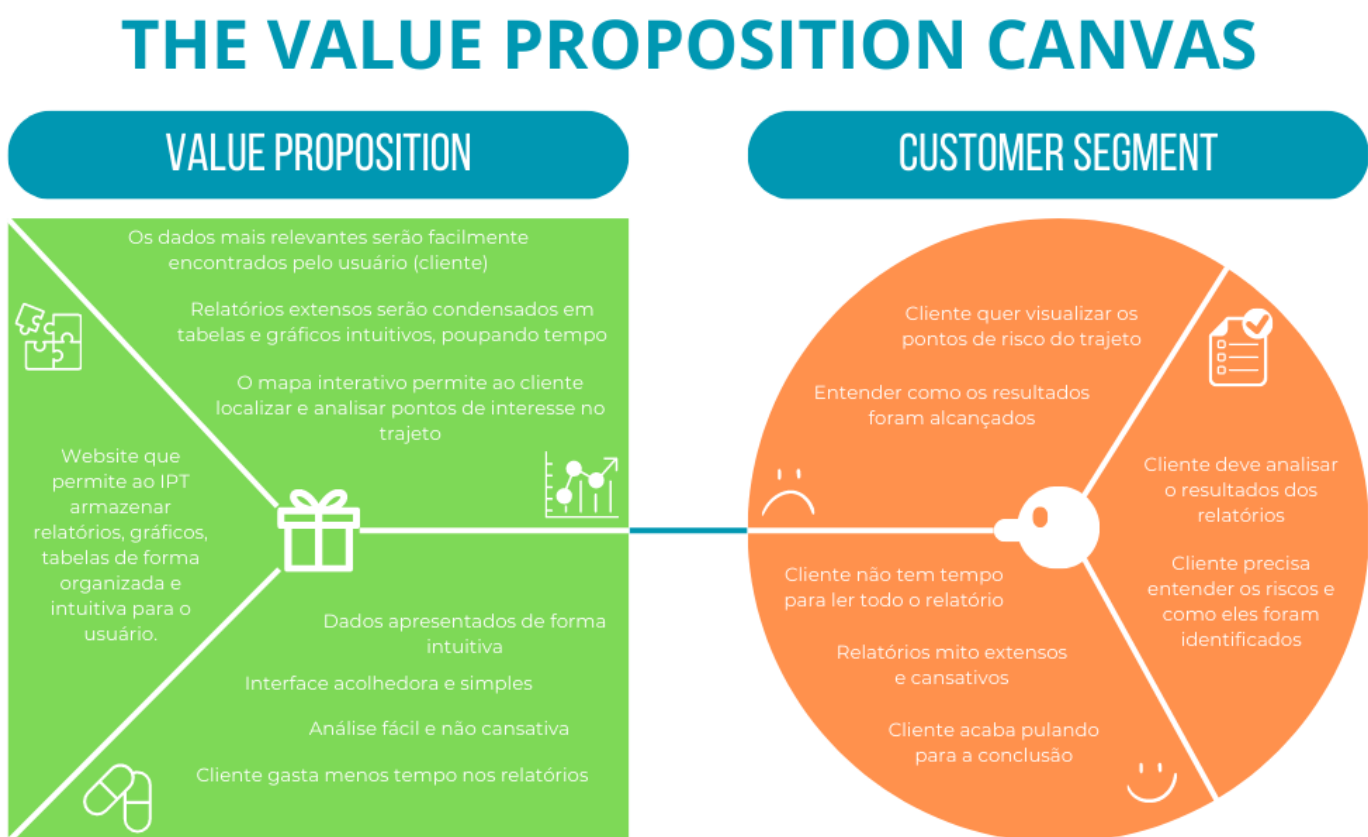 THE VALUE PROPOSITION CANVAS
VALUE PROPOSITION
Os dados mais relevantes serão facilmente
encontrados pelo usuário (cliente)
Relatórios extensos serão condensados em
tabelas e gráficos intuitivos, poupando tempo
O mapa interativo permite ao cliente
localizar e analisar pontos de interesse no
trajeto
Website que
permite ao IPT
armazenar
relatórios, gráficos,
tabelas de forma
organizada e
intuitiva para o
usuário.
Dados apresentados de forma
intuitiva
Interface acolhedora e simples
Análise fácil e não cansativa
Cliente gasta menos tempo nos relatórios
CUSTOMER SEGMENT
Cliente quer visualizar os
pontos de risco do trajeto
Entender como os resultados
foram alcançados
Cliente deve analisar
o resultados dos
relatórios
Cliente precisa
entender os riscos e
como eles foram
identificados
Cliente não tem tempo
para ler todo o relatório
Relatórios mito extensos
e cansativos
Cliente acaba pulando
para a conclusão